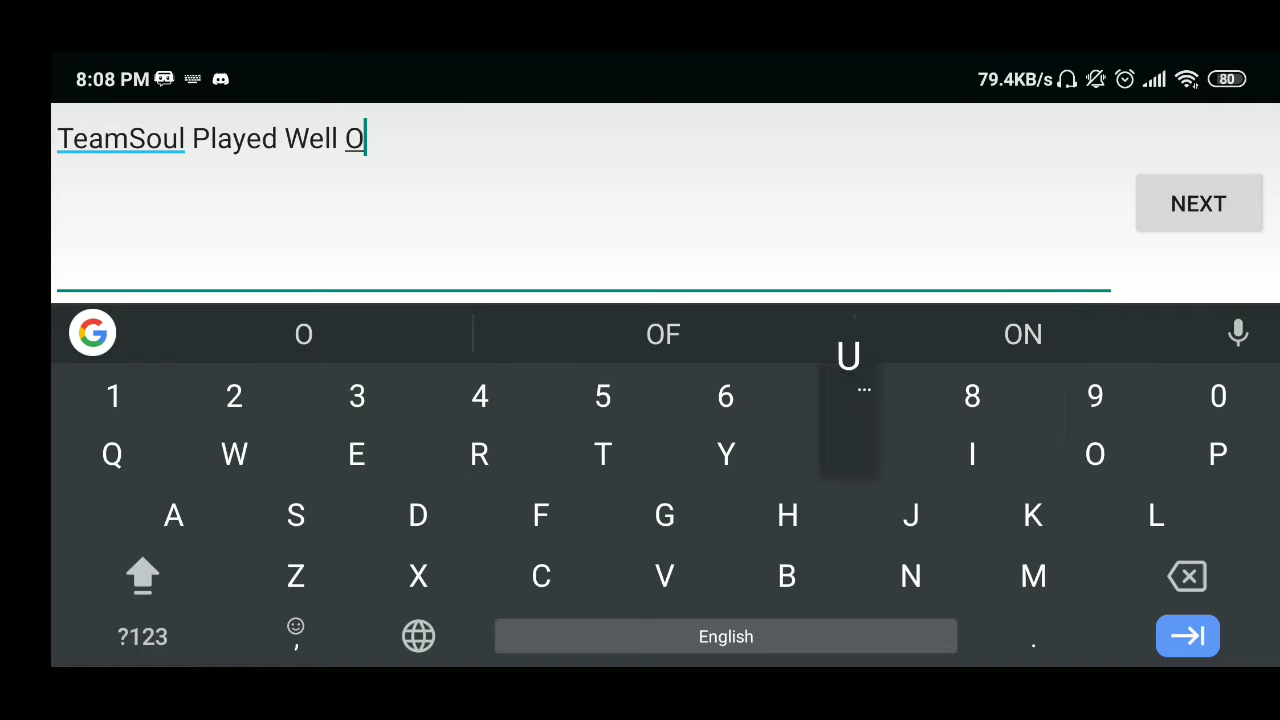 8:08 PM 79.4KB/s 80
TeamSoul Played Well O
NEXT
O OF ON
U
1 2 3 4 5 6 8 9 0
Q W E R T Y I O P
A S D F G H J K L
Z X C V B N M
?123 , English .